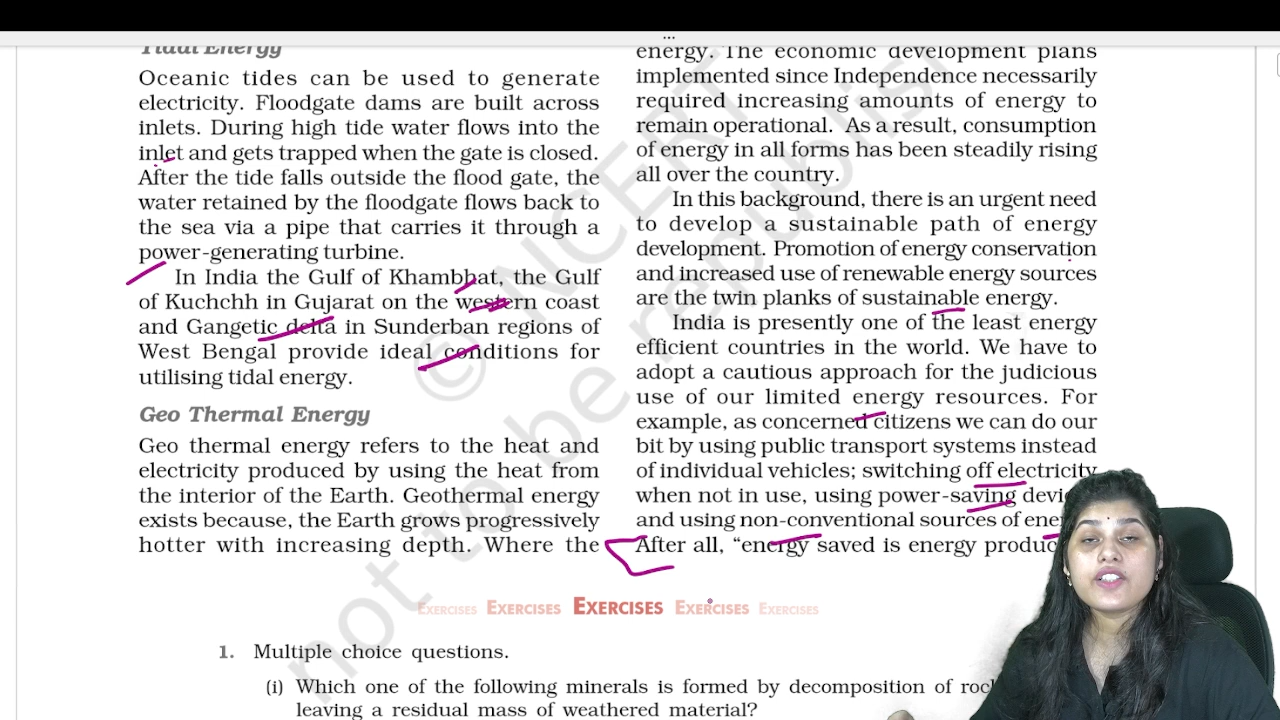 ...
Tidal Energy
Oceanic tides can be used to generate
electricity. Floodgate dams are built across
inlets. During high tide water flows into the
inlet and gets trapped when the gate is closed.
After the tide falls outside the flood gate, the
water retained by the floodgate flows back to
the sea via a pipe that carries it through a
power-generating turbine.
In India the Gulf of Khambhat, the Gulf
of Kuchchh in Gujarat on the western coast
and Gangetic delta in Sunderban regions of
West Bengal provide ideal conditions for
utilising tidal energy.
Geo Thermal Energy
Geo thermal energy refers to the heat and
electricity produced by using the heat from
the interior of the Earth. Geothermal energy
exists because, the Earth grows progressively
hotter with increasing depth. Where the
energy. The economic development plans
implemented since Independence necessarily
required increasing amounts of energy to
remain operational. As a result, consumption
of energy in all forms has been steadily rising
all over the country.
In this background, there is an urgent need
to develop a sustainable path of energy
development. Promotion of energy conservation
and increased use of renewable energy sources
are the twin planks of sustainable energy.
India is presently one of the least energy
efficient countries in the world. We have to
adopt a cautious approach for the judicious
use of our limited energy resources. For
example, as concerned citizens we can do our
bit by using public transport systems instead
of individual vehicles; switching off electricity
when not in use, using power-saving
and using non-conventional sources of
After all, “energy saved is energy
© NCERT
not to be republis
EXERCISES EXERCISES EXERCISES EXERCISES EXERCISES
1. Multiple choice questions.
(i) Which one of the following minerals is formed by decomposition of
leaving a residual mass of weathered material?